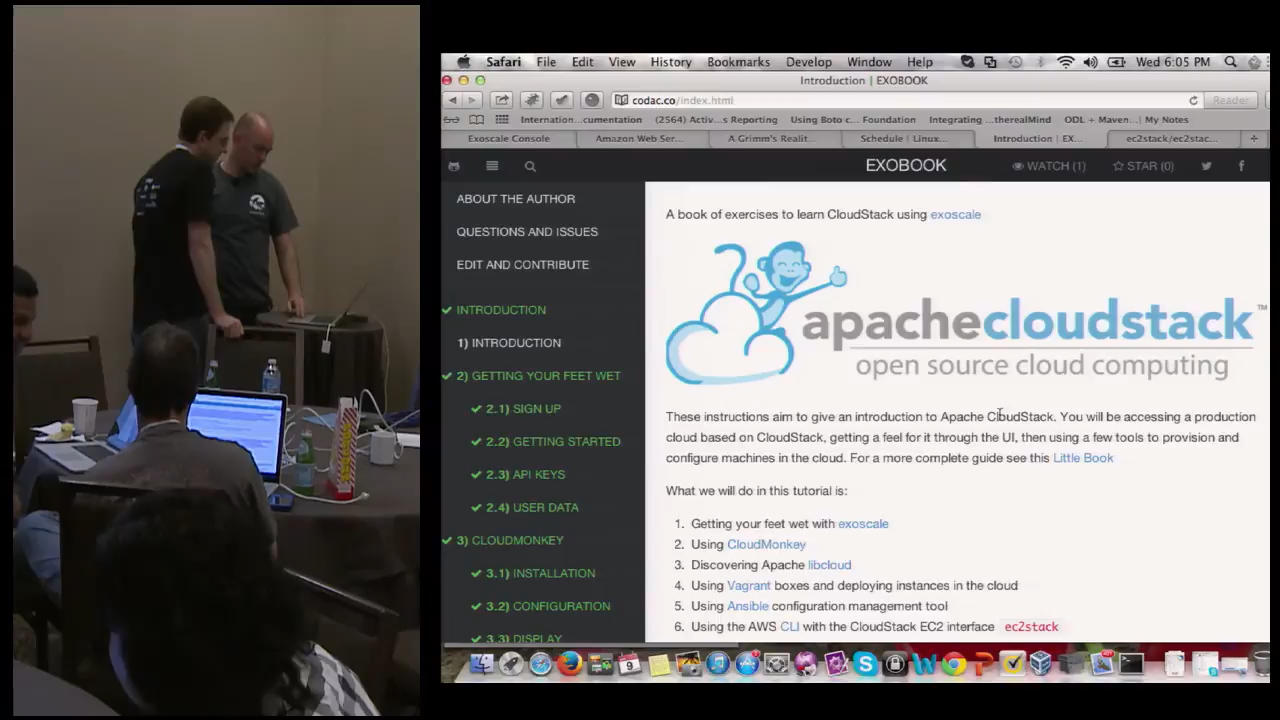 Safari File Edit View History Bookmarks Develop Window Help Wed 6:05 PM
Introduction | EXOBOOK
codac.co/index.html Reader
Internation...cumentation (2564) Activ...s Reporting Using Boto c...Foundation Integrating ...therealMind ODL + Maven...| My Notes
Exoscale Console Amazon Web Ser... A Grimm's Realit... Schedule | Linux... Introduction | EX... ec2stack/ec2stac...
EXOBOOK WATCH (1) STAR (0)
ABOUT THE AUTHOR
QUESTIONS AND ISSUES
EDIT AND CONTRIBUTE
INTRODUCTION
1) INTRODUCTION
2) GETTING YOUR FEET WET
2.1) SIGN UP
2.2) GETTING STARTED
2.3) API KEYS
2.4) USER DATA
3) CLOUDMONKEY
3.1) INSTALLATION
3.2) CONFIGURATION
3.3) DISPLAY
A book of exercises to learn CloudStack using exoscale
apachecloudstack™
open source cloud computing
These instructions aim to give an introduction to Apache CloudStack. You will be accessing a production
cloud based on CloudStack, getting a feel for it through the UI, then using a few tools to provision and
configure machines in the cloud. For a more complete guide see this Little Book
What we will do in this tutorial is:
1. Getting your feet wet with exoscale
2. Using CloudMonkey
3. Discovering Apache libcloud
4. Using Vagrant boxes and deploying instances in the cloud
5. Using Ansible configuration management tool
6. Using the AWS CLI with the CloudStack EC2 interface ec2stack